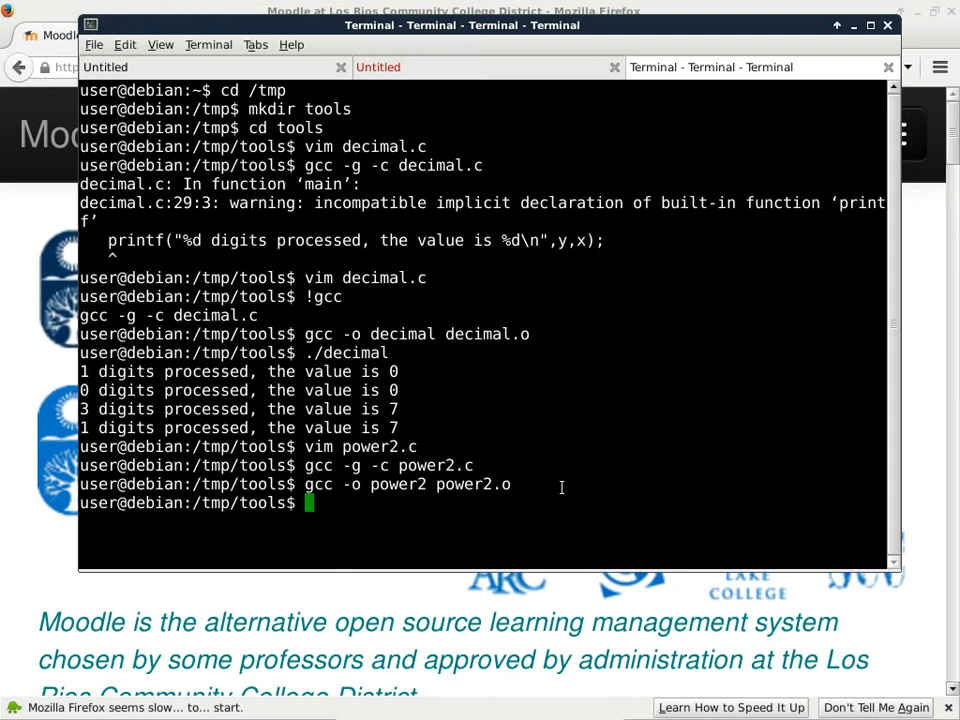 Moodle at Los Rios Community College District - Mozilla Firefox
Terminal - Terminal - Terminal - Terminal
File Edit View Terminal Tabs Help
Untitled
Untitled
Terminal - Terminal - Terminal
user@debian:~$ cd /tmp
user@debian:/tmp$ mkdir tools
user@debian:/tmp$ cd tools
user@debian:/tmp/tools$ vim decimal.c
user@debian:/tmp/tools$ gcc -g -c decimal.c
decimal.c: In function ‘main’:
decimal.c:29:3: warning: incompatible implicit declaration of built-in function ‘print
f’
printf("%d digits processed, the value is %d\n",y,x);
^
user@debian:/tmp/tools$ vim decimal.c
user@debian:/tmp/tools$ !gcc
gcc -g -c decimal.c
user@debian:/tmp/tools$ gcc -o decimal decimal.o
user@debian:/tmp/tools$ ./decimal
1 digits processed, the value is 0
0 digits processed, the value is 0
3 digits processed, the value is 7
1 digits processed, the value is 7
user@debian:/tmp/tools$ vim power2.c
user@debian:/tmp/tools$ gcc -g -c power2.c
user@debian:/tmp/tools$ gcc -o power2 power2.o
user@debian:/tmp/tools$
LAKE
COLLEGE
Moodle is the alternative open source learning management system
chosen by some professors and approved by administration at the Los
Rios Community College District
Mozilla Firefox seems slow... to... start.
Learn How to Speed It Up
Don't Tell Me Again